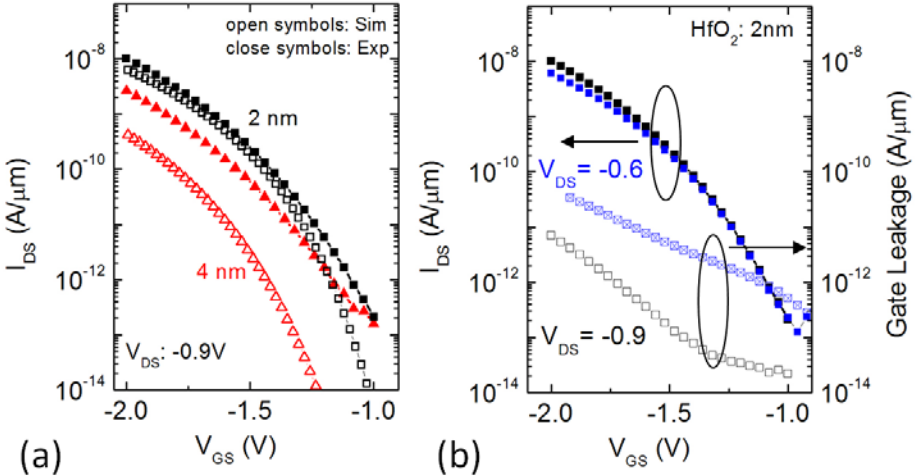 open symbols: Sim
close symbols: Exp
2 nm
4 nm
V_DS: -0.9V
10⁻⁸
10⁻¹⁰
10⁻¹²
10⁻¹⁴
I_DS (A/μm)
-2.0 -1.5 -1.0
V_GS (V)
(a)
HfO₂: 2nm
V_DS= -0.6
V_DS= -0.9
10⁻⁸
10⁻¹⁰
10⁻¹²
10⁻¹⁴
I_DS (A/μm)
10⁻⁸
10⁻¹⁰
10⁻¹²
10⁻¹⁴
Gate Leakage (A/μm)
-2.0 -1.5 -1.0
V_GS (V)
(b)